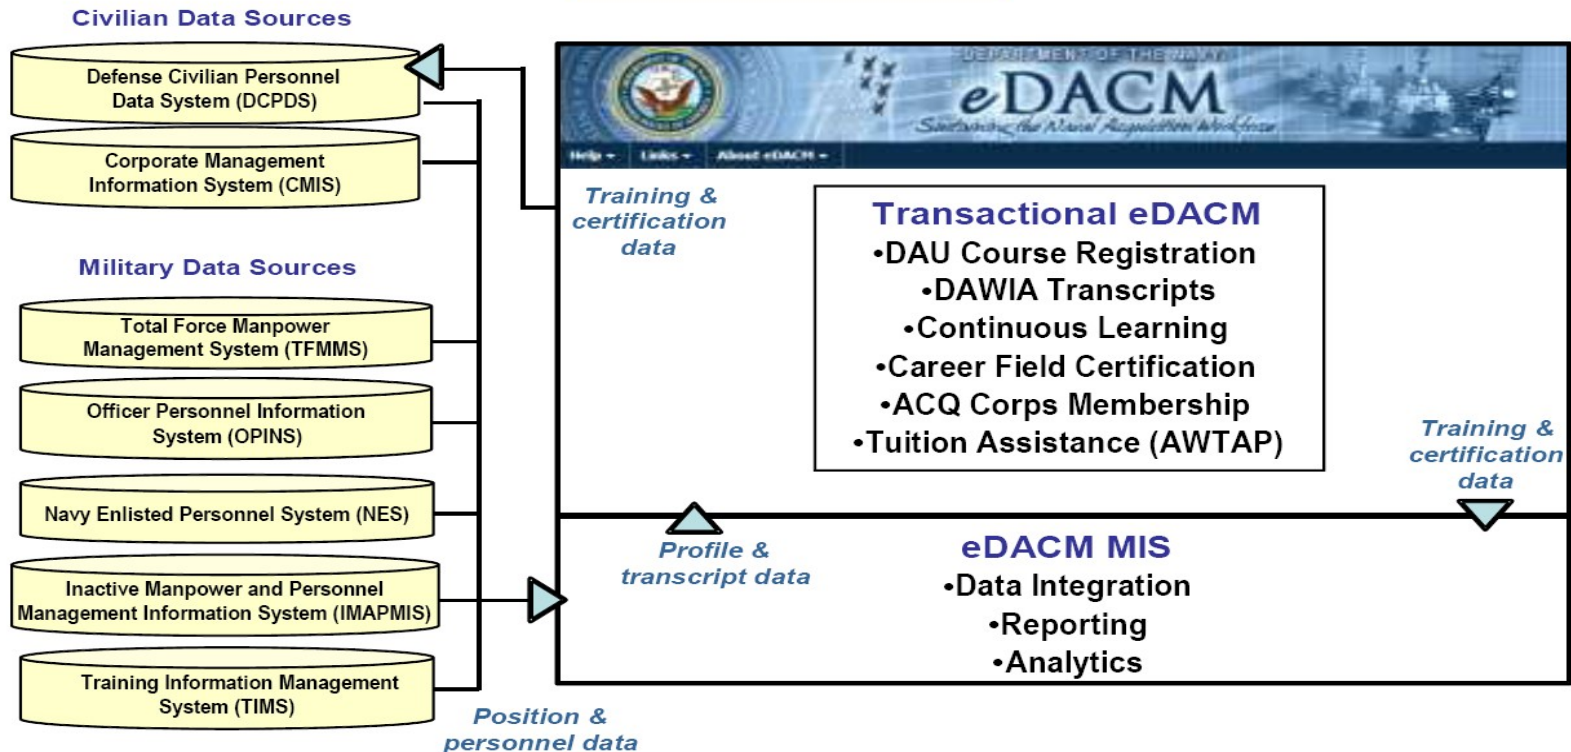 Civilian Data Sources
Defense Civilian Personnel
Data System (DCPDS)
Corporate Management
Information System (CMIS)
Military Data Sources
Total Force Manpower
Management System (TFMMS)
Officer Personnel Information
System (OPINS)
Navy Enlisted Personnel System (NES)
Inactive Manpower and Personnel
Management Information System (IMAPMIS)
Training Information Management
System (TIMS)
Position &
personnel data
DEPARTMENT OF THE NAVY
eDACM
Sustaining the Naval Acquisition Workforce
Help
Links
About eDACM
Training &
certification
data
Transactional eDACM
•DAU Course Registration
•DAWIA Transcripts
•Continuous Learning
•Career Field Certification
•ACQ Corps Membership
•Tuition Assistance (AWTAP)
Training &
certification
data
Profile &
transcript data
eDACM MIS
•Data Integration
•Reporting
•Analytics